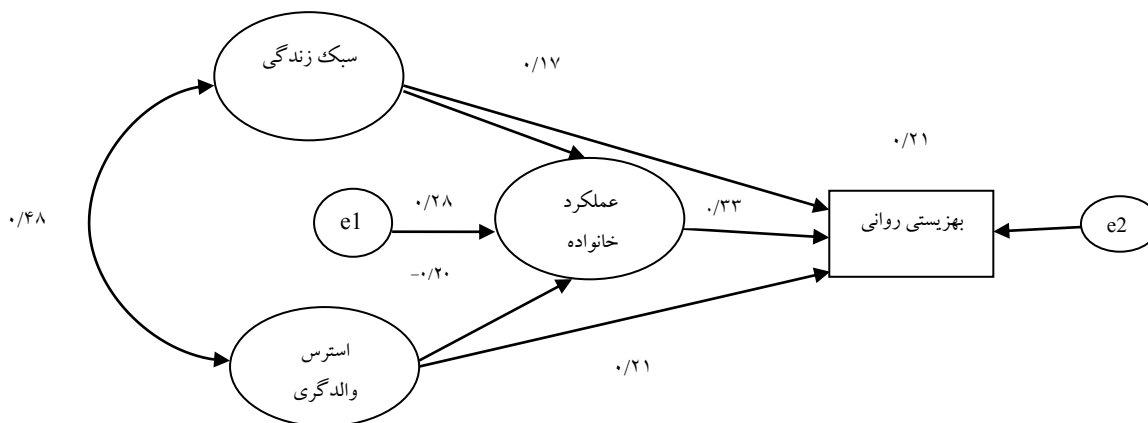 سبک زندگی
۰/۱۷
۰/۲۱
۰/۴۸
e1
۰/۲۸
عملکرد
خانواده
۰/۳۳
بهزیستی روانی
e2
-۰/۲۰
استرس
والدگری
۰/۲۱